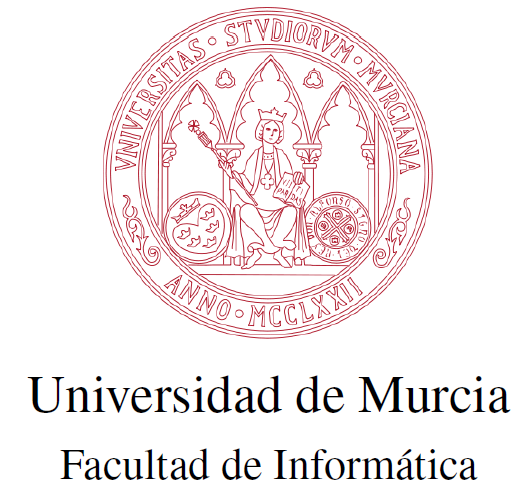 VNIVERSITAS · STVDIORVM · MVRCIANA
ANNO · MCCLXXII
Universidad de Murcia
Facultad de Informática